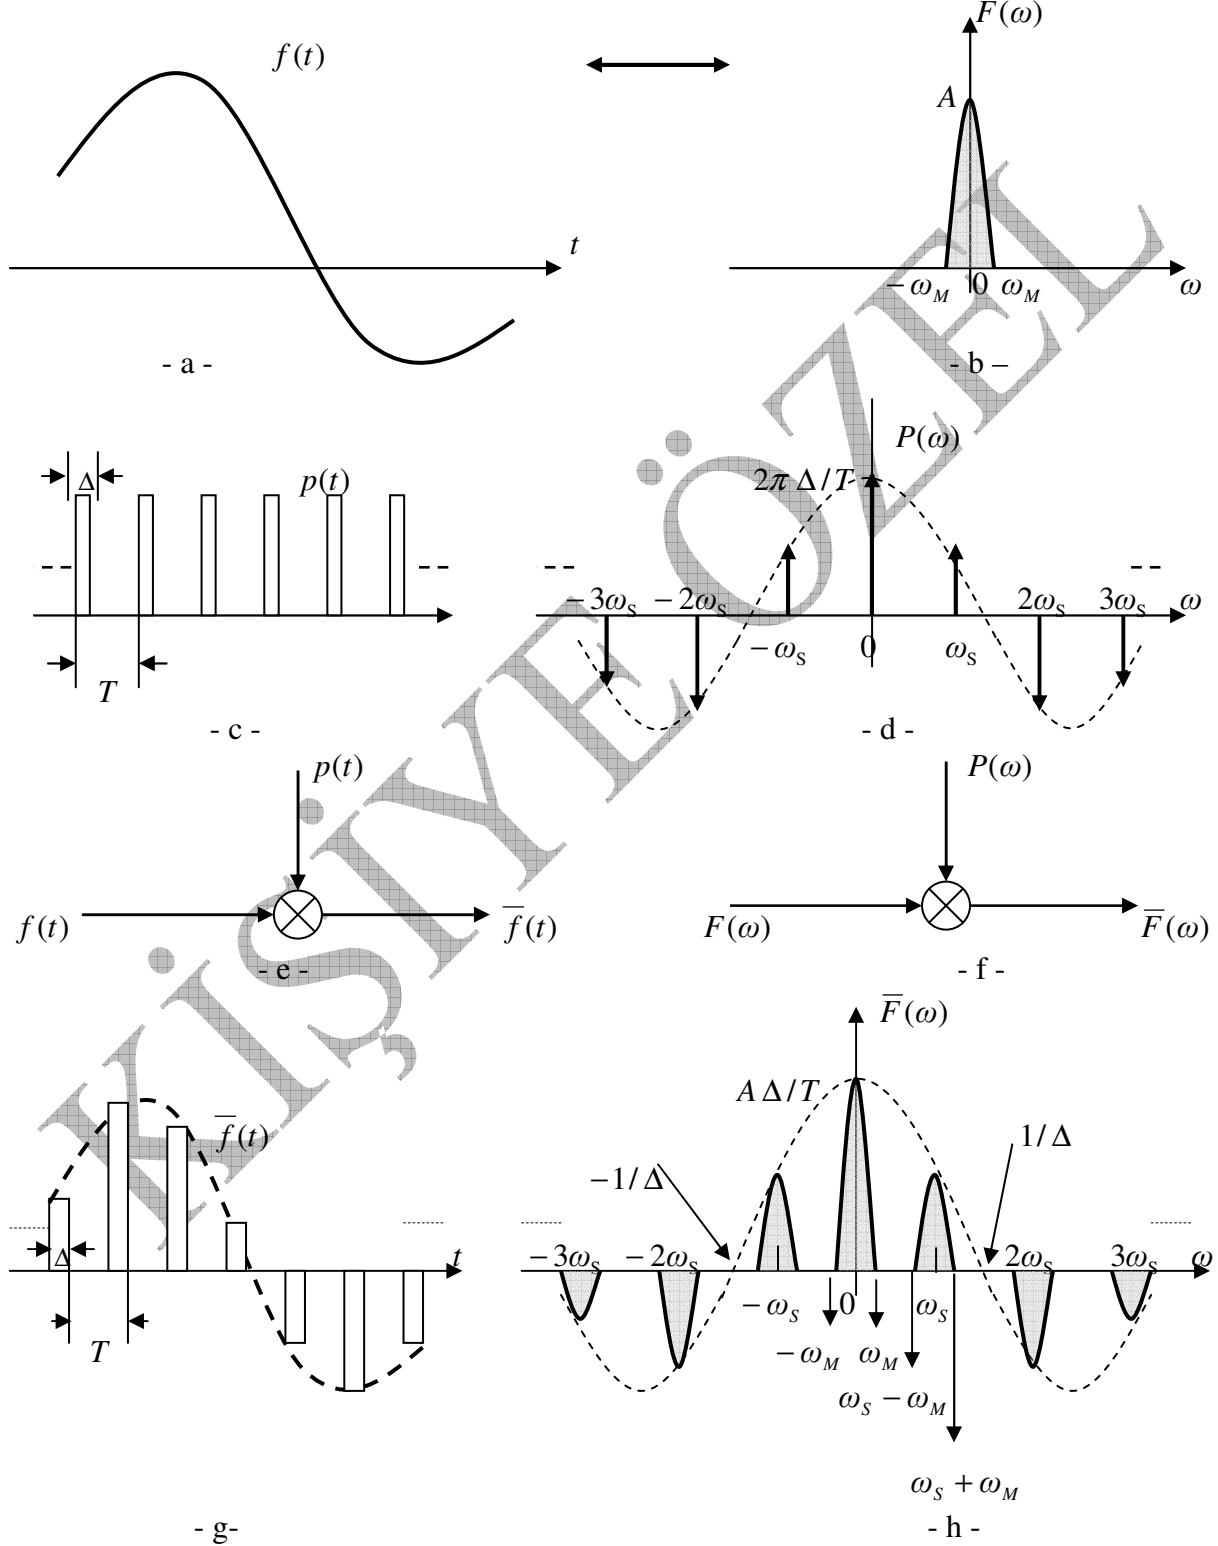 f(t)
F(ω)
A
t
−ω_M 0 ω_M ω
- a -
- b –
Δ
p(t)
P(ω)
2π Δ/T
−3ω_S −2ω_S 2ω_S 3ω_S ω
−ω_S 0 ω_S
T
- c -
- d -
p(t)
P(ω)
f(t) f̅(t)
F(ω) F̅(ω)
- e -
- f -
F̅(ω)
A Δ/T
f̅(t)
1/Δ
−1/Δ
Δ
t
−3ω_S −2ω_S 2ω_S 3ω_S ω
−ω_S 0 ω_S
T
−ω_M ω_M
ω_S − ω_M
ω_S + ω_M
- g-
- h -
KİŞİYE ÖZEL